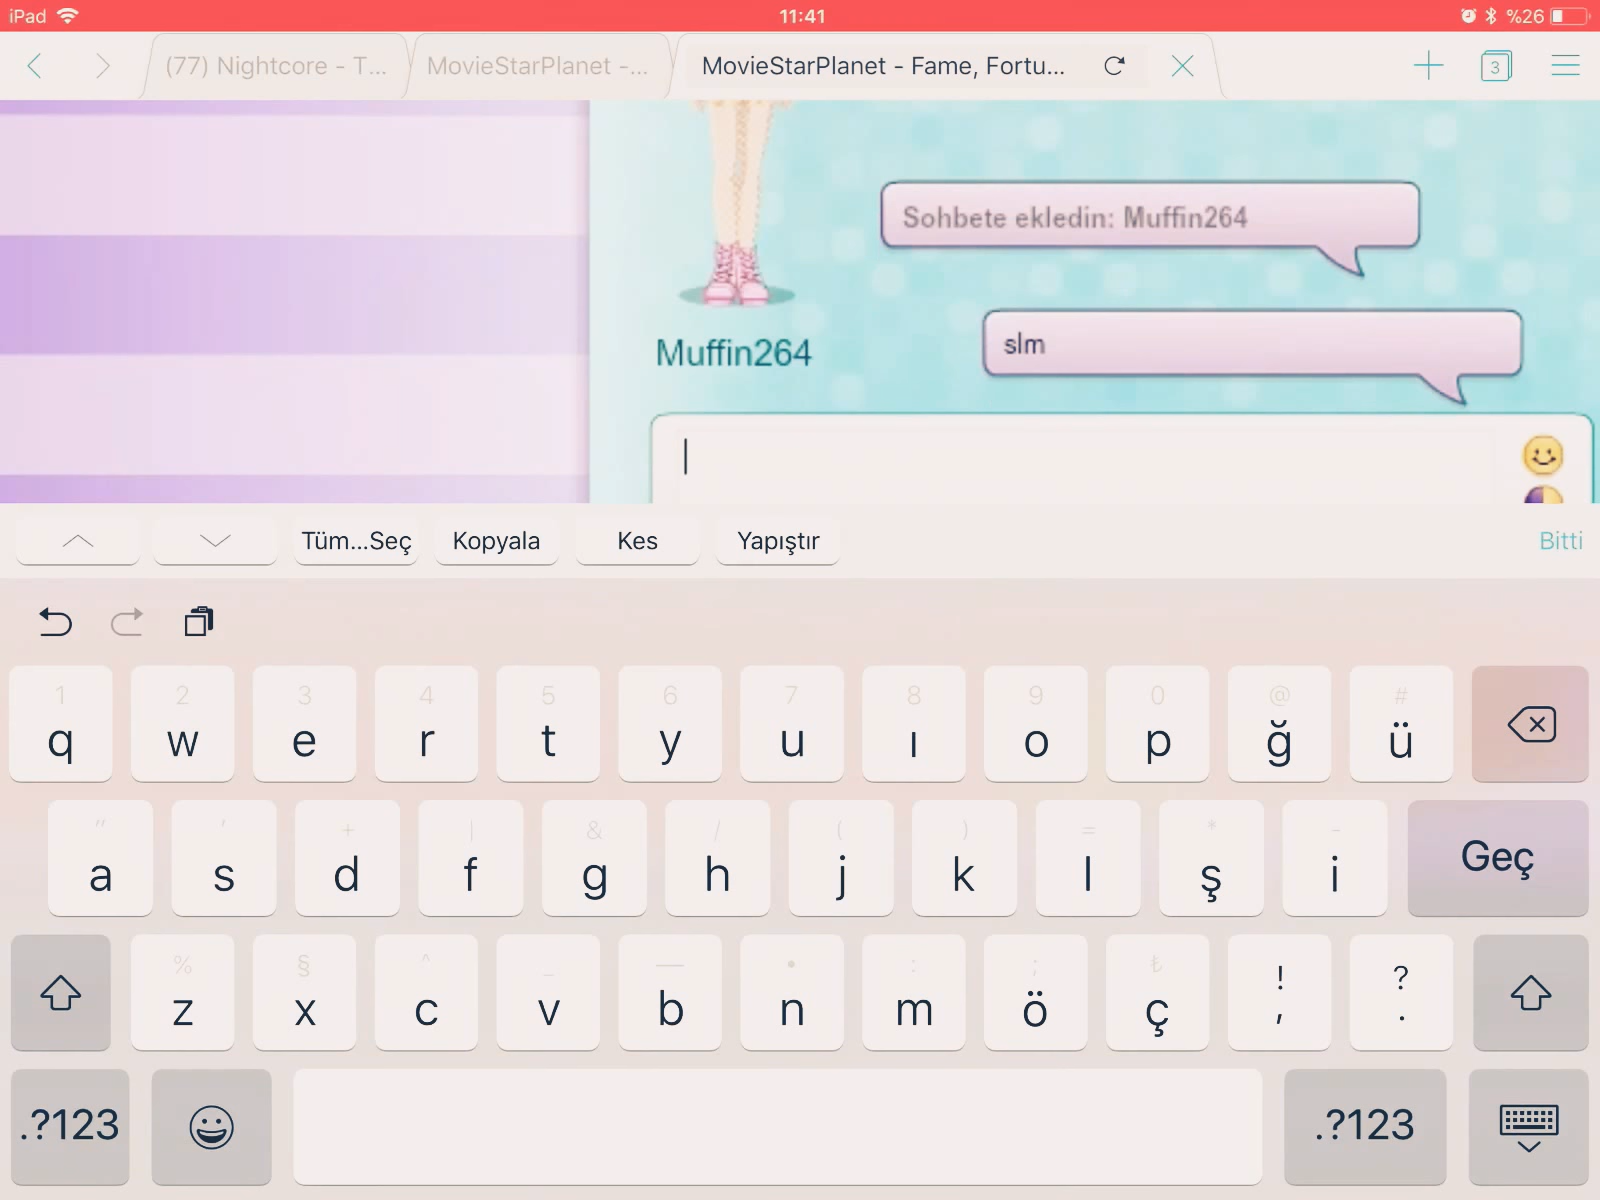 iPad 11:41 %26
(77) Nightcore - T... MovieStarPlanet -... MovieStarPlanet - Fame, Fortu... 3
Sohbete ekledin: Muffin264
slm
Muffin264
Tüm...Seç Kopyala Kes Yapıştır Bitti
1 2 3 4 5 6 7 8 9 0 @ #
q w e r t y u ı o p ğ ü
" ' + | & / ( ) = * -
a s d f g h j k l ş i Geç
% § ^ _ — • : ; ₺ ! ?
z x c v b n m ö ç , .
.?123 .?123